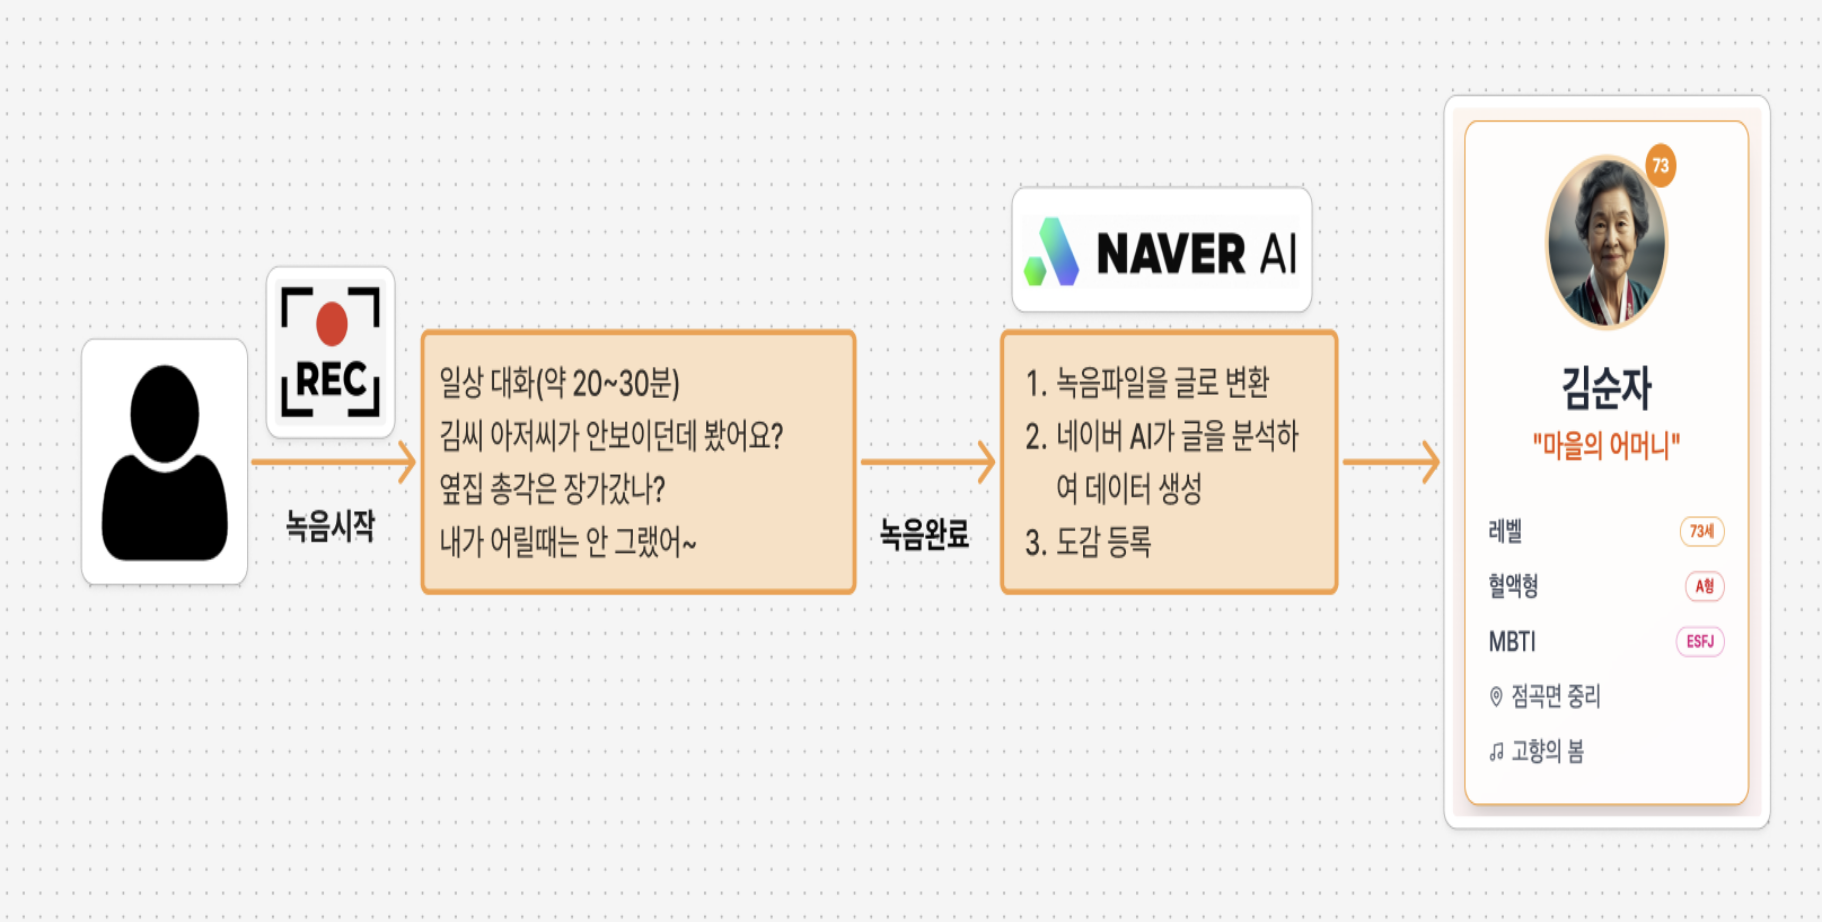 REC
녹음시작
일상 대화(약 20~30분)
김씨 아저씨가 안보이던데 봤어요?
옆집 총각은 장가갔나?
내가 어릴때는 안 그랬어~
녹음완료
NAVER AI
1. 녹음파일을 글로 변환
2. 네이버 AI가 글을 분석하
여 데이터 생성
3. 도감 등록
73
김순자
"마을의 어머니"
레벨 73세
혈액형 A형
MBTI ESFJ
점곡면 중리
고향의 봄